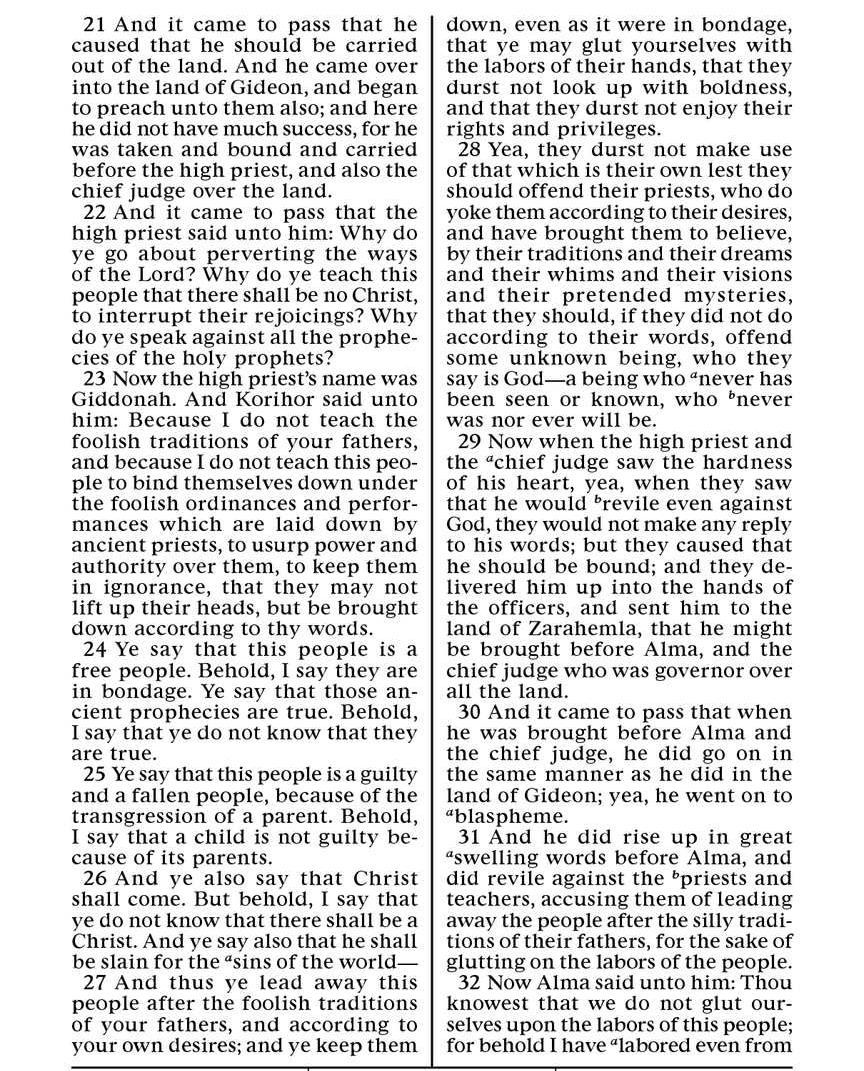 21 And it came to pass that he
caused that he should be carried
out of the land. And he came over
into the land of Gideon, and began
to preach unto them also; and here
he did not have much success, for he
was taken and bound and carried
before the high priest, and also the
chief judge over the land.
22 And it came to pass that the
high priest said unto him: Why do
ye go about perverting the ways
of the Lord? Why do ye teach this
people that there shall be no Christ,
to interrupt their rejoicings? Why
do ye speak against all the prophe-
cies of the holy prophets?
23 Now the high priest’s name was
Giddonah. And Korihor said unto
him: Because I do not teach the
foolish traditions of your fathers,
and because I do not teach this peo-
ple to bind themselves down under
the foolish ordinances and perfor-
mances which are laid down by
ancient priests, to usurp power and
authority over them, to keep them
in ignorance, that they may not
lift up their heads, but be brought
down according to thy words.
24 Ye say that this people is a
free people. Behold, I say they are
in bondage. Ye say that those an-
cient prophecies are true. Behold,
I say that ye do not know that they
are true.
25 Ye say that this people is a guilty
and a fallen people, because of the
transgression of a parent. Behold,
I say that a child is not guilty be-
cause of its parents.
26 And ye also say that Christ
shall come. But behold, I say that
ye do not know that there shall be a
Christ. And ye say also that he shall
be slain for the ᵃsins of the world—
27 And thus ye lead away this
people after the foolish traditions
of your fathers, and according to
your own desires; and ye keep them
down, even as it were in bondage,
that ye may glut yourselves with
the labors of their hands, that they
durst not look up with boldness,
and that they durst not enjoy their
rights and privileges.
28 Yea, they durst not make use
of that which is their own lest they
should offend their priests, who do
yoke them according to their desires,
and have brought them to believe,
by their traditions and their dreams
and their whims and their visions
and their pretended mysteries,
that they should, if they did not do
according to their words, offend
some unknown being, who they
say is God—a being who ᵃnever has
been seen or known, who ᵇnever
was nor ever will be.
29 Now when the high priest and
the ᵃchief judge saw the hardness
of his heart, yea, when they saw
that he would ᵇrevile even against
God, they would not make any reply
to his words; but they caused that
he should be bound; and they de-
livered him up into the hands of
the officers, and sent him to the
land of Zarahemla, that he might
be brought before Alma, and the
chief judge who was governor over
all the land.
30 And it came to pass that when
he was brought before Alma and
the chief judge, he did go on in
the same manner as he did in the
land of Gideon; yea, he went on to
ᵃblaspheme.
31 And he did rise up in great
ᵃswelling words before Alma, and
did revile against the ᵇpriests and
teachers, accusing them of leading
away the people after the silly tradi-
tions of their fathers, for the sake of
glutting on the labors of the people.
32 Now Alma said unto him: Thou
knowest that we do not glut our-
selves upon the labors of this people;
for behold I have ᵃlabored even from